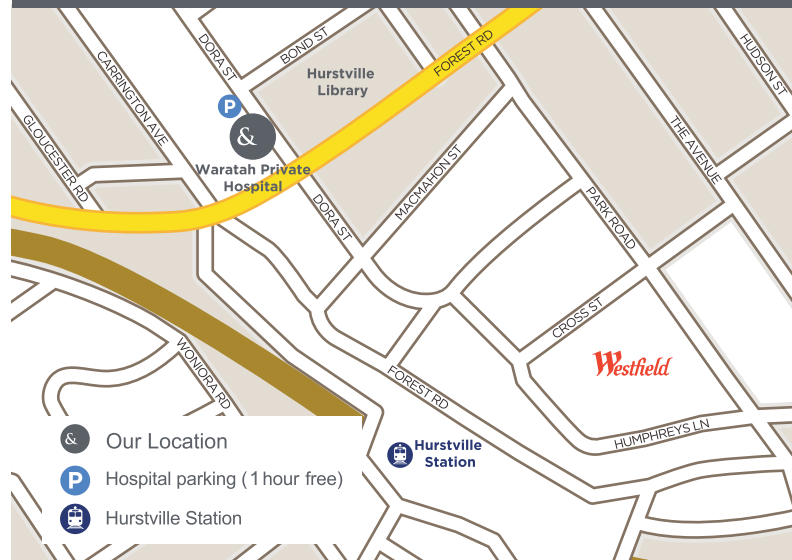 DORA ST
BOND ST
FOREST RD
HUDSON ST
CARRINGTON AVE
Hurstville
Library
P
&
GLOUCESTER RD
THE AVENUE
Waratah Private
Hospital
MACMAHON ST
DORA ST
PARK ROAD
CROSS ST
WONIORA RD
Westfield
FOREST RD
HUMPHREYS LN
Hurstville
Station
& Our Location
P Hospital parking (1 hour free)
Hurstville Station